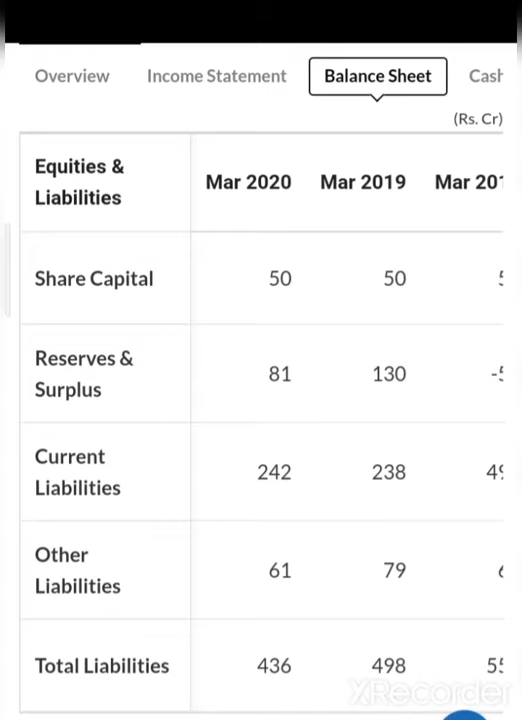 Overview Income Statement Balance Sheet
(Rs. Cr)
Equities &
Liabilities
Mar 2020 Mar 2019
Share Capital 50 50
Reserves &
Surplus
81 130
Current
Liabilities
242 238
Other
Liabilities
61 79
Total Liabilities 436 498
XRecorder